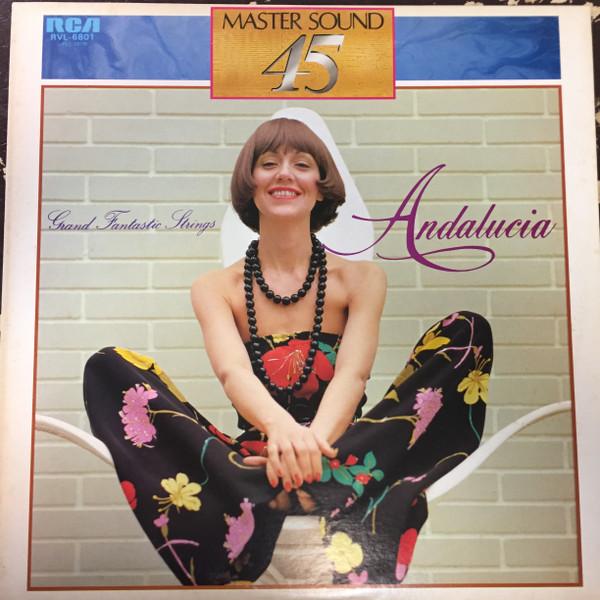 RCA
RVL-6801
MASTER SOUND
45
Grand Fantastic Strings
Andalucia